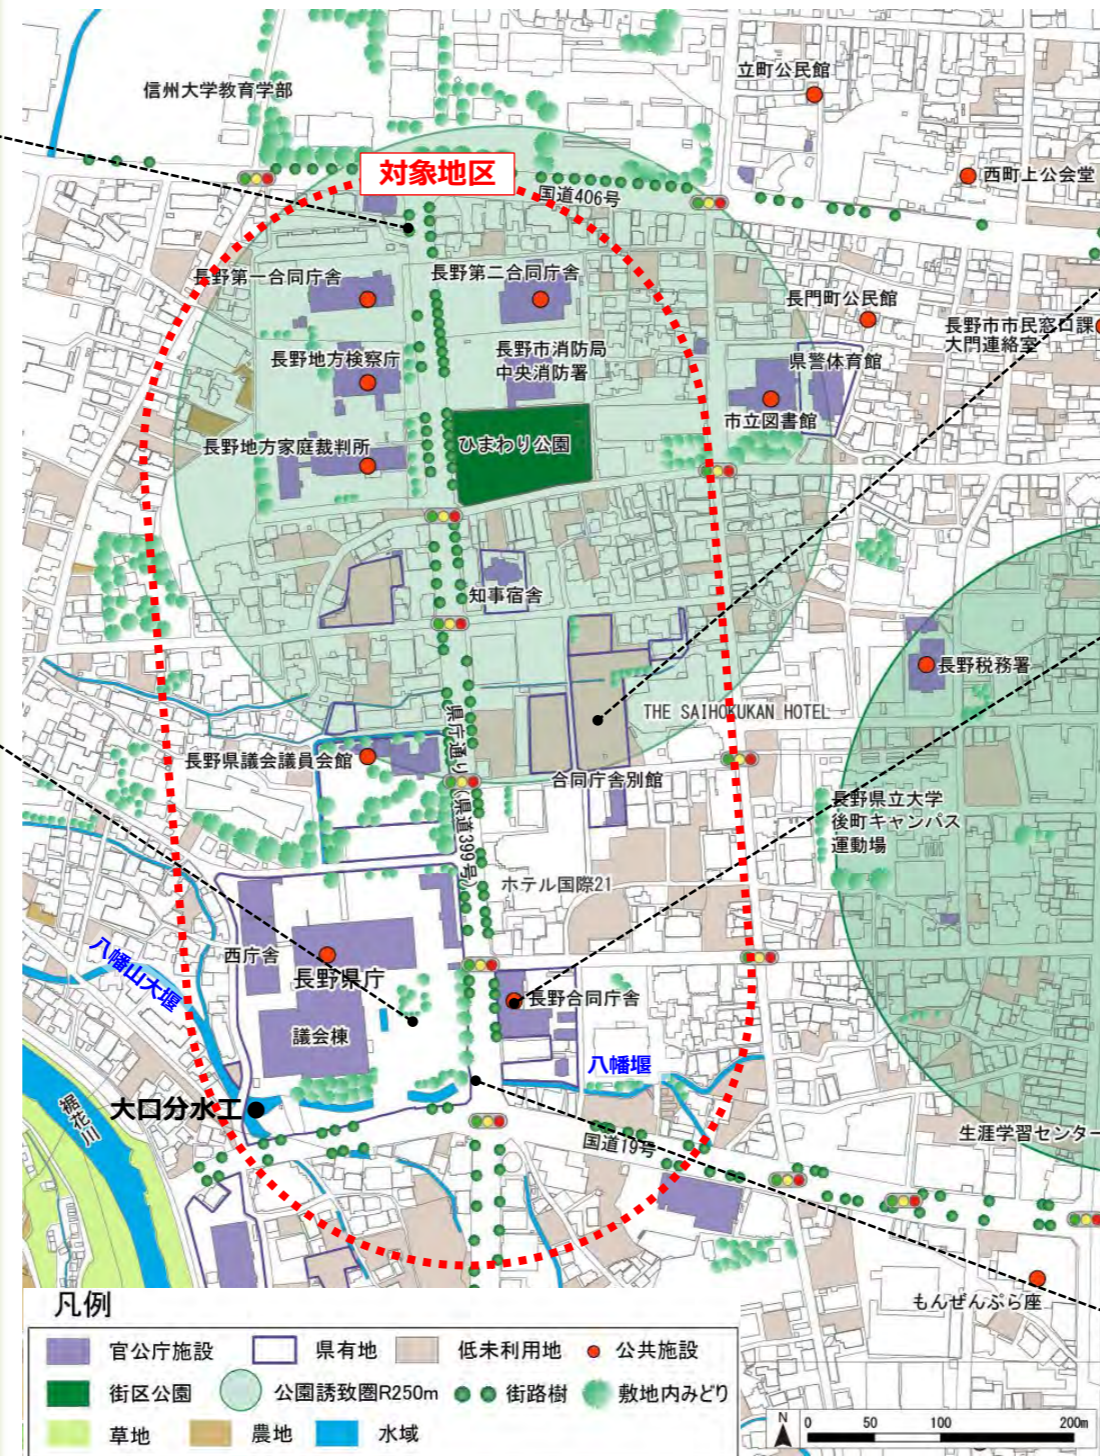 信州大学教育学部
立町公民館
対象地区
西町上公会堂
国道406号
長野第一合同庁舎
長野第二合同庁舎
長門町公民館
長野市市民窓口課
大門連絡室
長野地方検察庁
長野市消防局
中央消防署
県警体育館
市立図書館
長野地方家庭裁判所
ひまわり公園
知事宿舎
長野税務署
THE SAIHOKUKAN HOTEL
県庁通り(県道399号)
長野県議会議員会館
合同庁舎別館
長野県立大学
後町キャンパス
運動場
ホテル国際21
西庁舎
八幡山大堰
長野県庁
長野合同庁舎
議会棟
八幡堰
大口分水工
裾花川
国道19号
生涯学習センター
もんぜんぷら座
凡例
官公庁施設
県有地
低未利用地
公共施設
街区公園
公園誘致圏R250m
街路樹
敷地内みどり
草地
農地
水域
N
0 50 100 200m